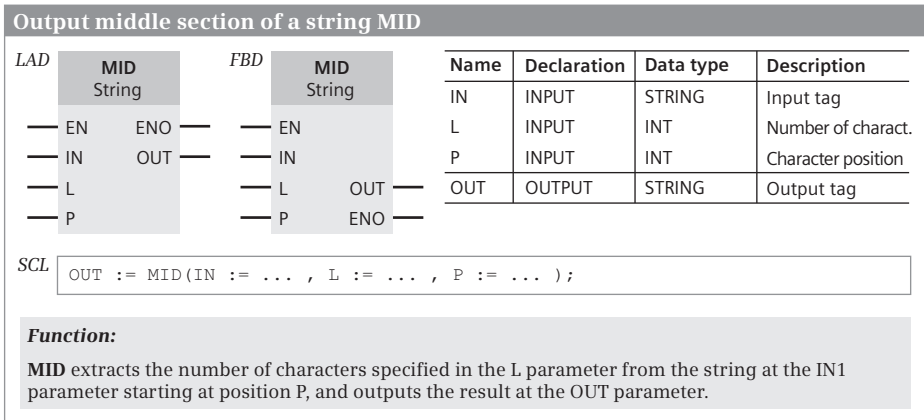 Output middle section of a string MID
LAD
MID
String
EN ENO
IN OUT
L
P
FBD
MID
String
EN
IN
L OUT
P ENO
Name Declaration Data type Description
IN INPUT STRING Input tag
L INPUT INT Number of charact.
P INPUT INT Character position
OUT OUTPUT STRING Output tag
SCL
OUT := MID(IN := ... , L := ... , P := ... );
Function:
MID extracts the number of characters specified in the L parameter from the string at the IN1
parameter starting at position P, and outputs the result at the OUT parameter.